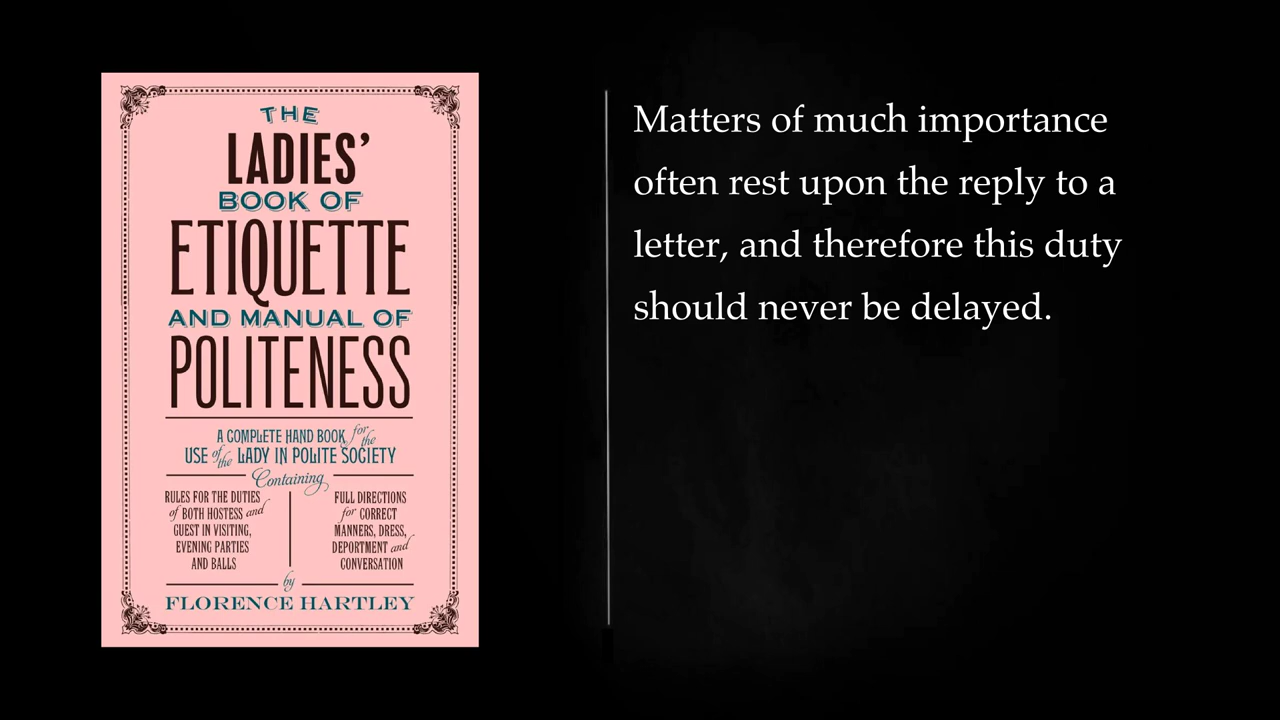 THE
LADIES'
BOOK OF
ETIQUETTE
AND MANUAL OF
POLITENESS
A COMPLETE HAND BOOK for the
USE of the LADY IN POLITE SOCIETY
Containing
RULES FOR THE DUTIES
of BOTH HOSTESS and
GUEST IN VISITING,
EVENING PARTIES
AND BALLS
FULL DIRECTIONS
for CORRECT
MANNERS, DRESS,
DEPORTMENT and
CONVERSATION
by
FLORENCE HARTLEY
Matters of much importance
often rest upon the reply to a
letter, and therefore this duty
should never be delayed.